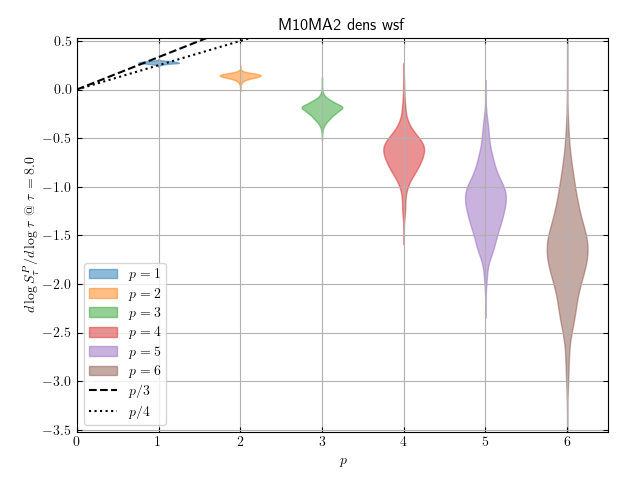 M10MA2 dens wsf
0.5
0.0
−0.5
−1.0
−1.5
−2.0
−2.5
−3.0
−3.5
d log S_τ^P / d log τ @ τ = 8.0
p = 1
p = 2
p = 3
p = 4
p = 5
p = 6
p/3
p/4
0 1 2 3 4 5 6
p